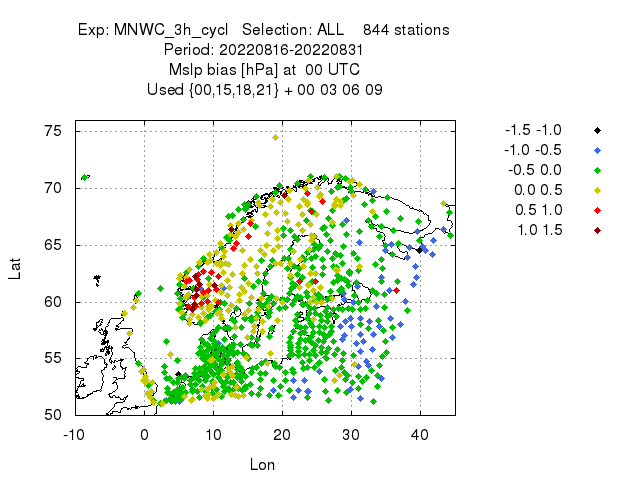 Exp: MNWC_3h_cycl   Selection: ALL    844 stations
Period: 20220816-20220831
Mslp bias [hPa] at  00 UTC
Used {00,15,18,21} + 00 03 06 09
-1.5 -1.0
-1.0 -0.5
-0.5 0.0
0.0 0.5
0.5 1.0
1.0 1.5
75
70
65
60
55
50
Lat
-10 0 10 20 30 40
Lon